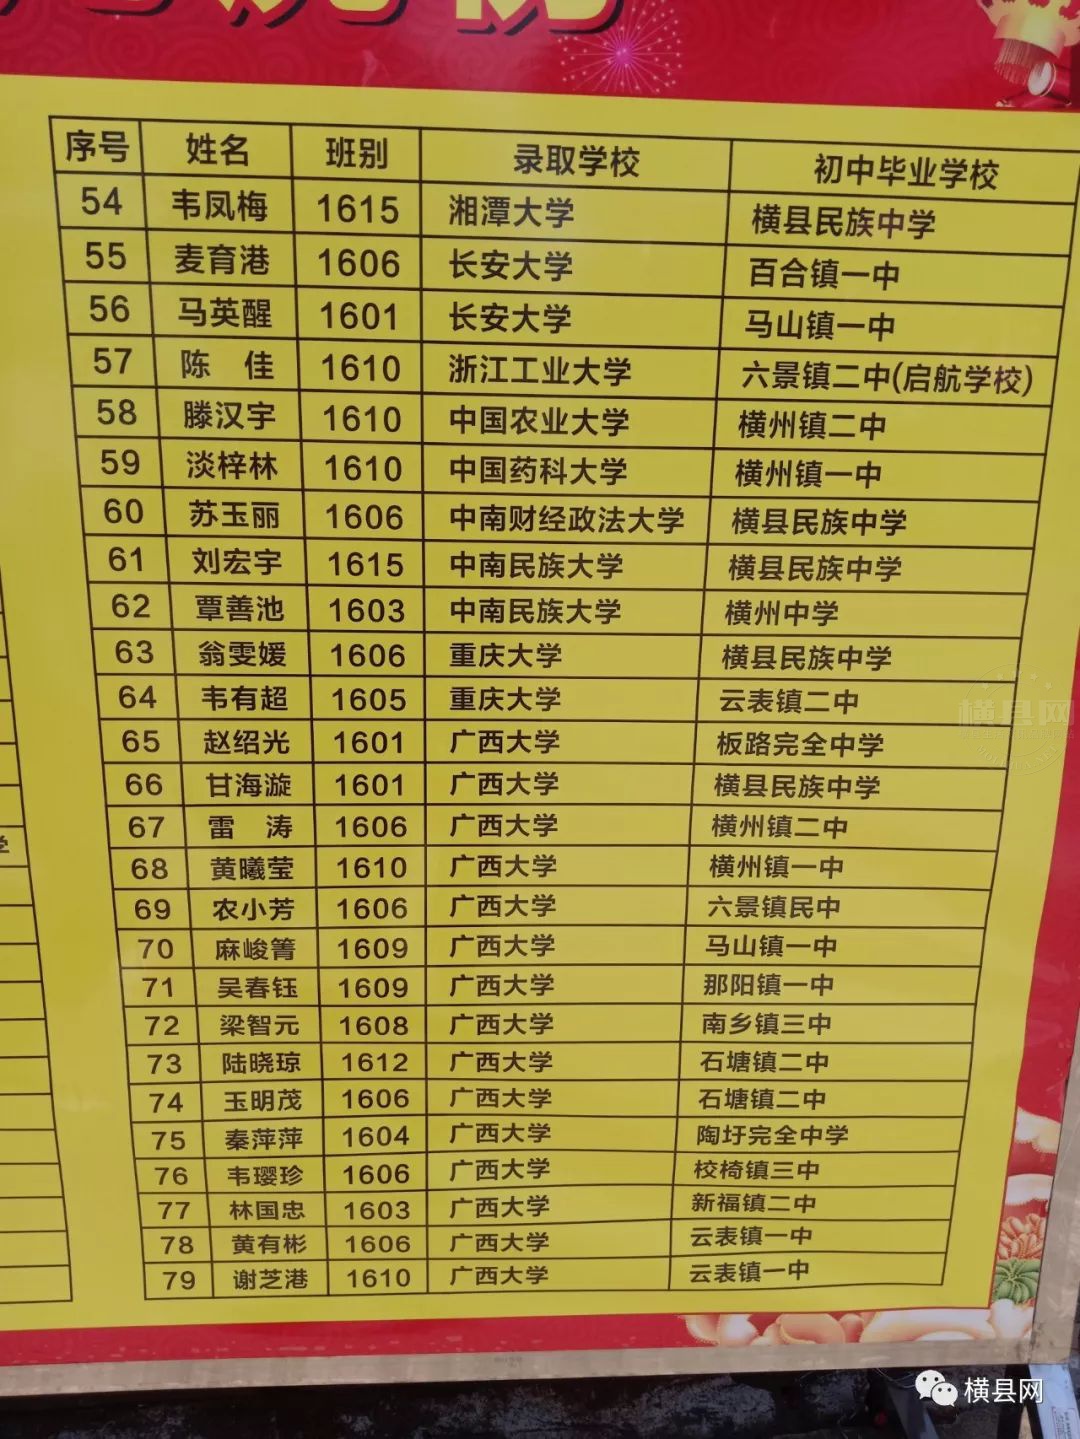 序号 姓名 班别 录取学校 初中毕业学校
54 韦凤梅 1615 湘潭大学 横县民族中学
55 麦育港 1606 长安大学 百合镇一中
56 马英醒 1601 长安大学 马山镇一中
57 陈 佳 1610 浙江工业大学 六景镇二中(启航学校)
58 滕汉宇 1610 中国农业大学 横州镇二中
59 淡梓林 1610 中国药科大学 横州镇一中
60 苏玉丽 1606 中南财经政法大学 横县民族中学
61 刘宏宇 1615 中南民族大学 横县民族中学
62 覃善池 1603 中南民族大学 横州中学
63 翁雯媛 1606 重庆大学 横县民族中学
64 韦有超 1605 重庆大学 云表镇二中
65 赵绍光 1601 广西大学 板路完全中学
66 甘海漩 1601 广西大学 横县民族中学
67 雷 涛 1606 广西大学 横州镇二中
68 黄曦莹 1610 广西大学 横州镇一中
69 农小芳 1606 广西大学 六景镇民中
70 麻峻箐 1609 广西大学 马山镇一中
71 吴春钰 1609 广西大学 那阳镇一中
72 梁智元 1608 广西大学 南乡镇三中
73 陆晓琼 1612 广西大学 石塘镇二中
74 玉明茂 1606 广西大学 石塘镇二中
75 秦萍萍 1604 广西大学 陶圩完全中学
76 韦璎珍 1606 广西大学 校椅镇三中
77 林国忠 1603 广西大学 新福镇二中
78 黄有彬 1606 广西大学 云表镇一中
79 谢芝港 1610 广西大学 云表镇一中
横县网
横县网